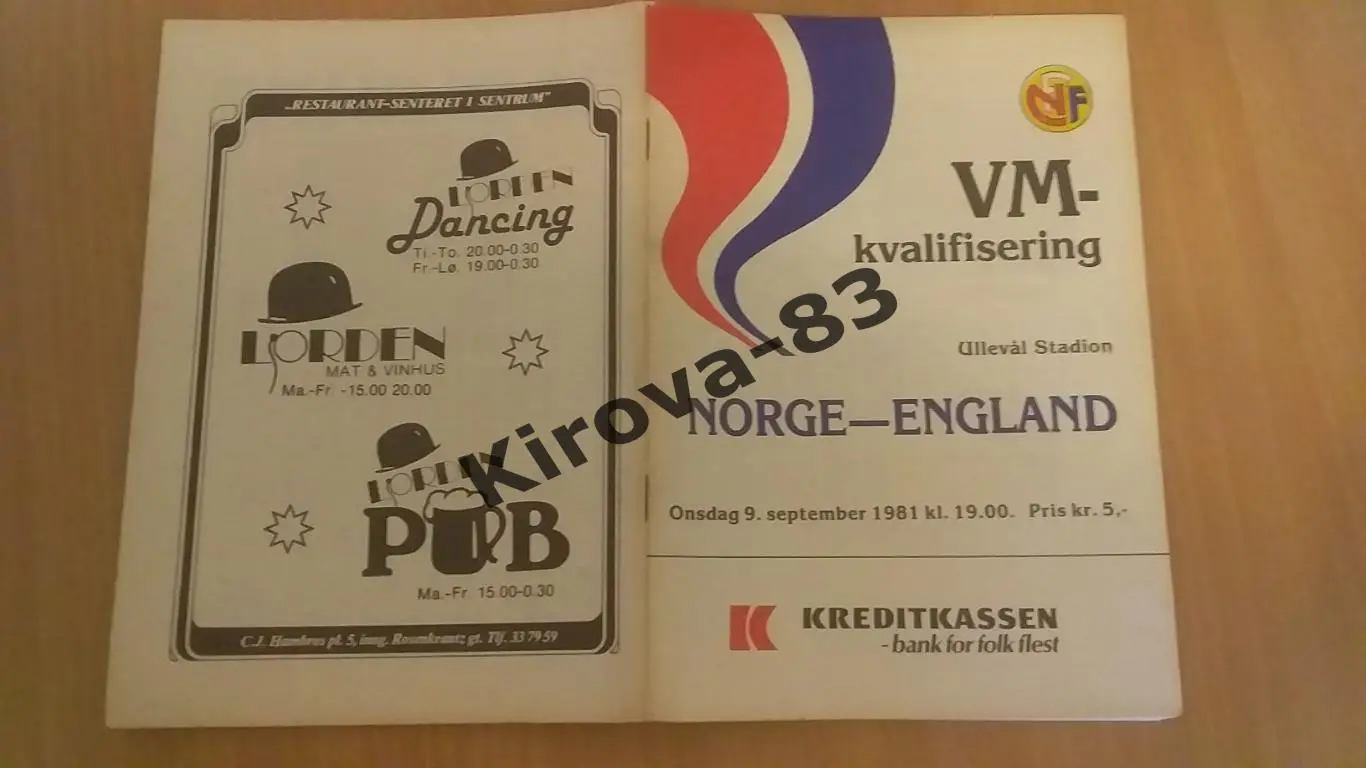 „RESTAURANT-SENTERET I SENTRUM"
LORDEN
Dancing
Ti.-To. 20.00-0.30
Fr.-Lø. 19.00-0.30
LORDEN
MAT & VINHUS
Ma.-Fr. -15.00 20.00
LORDEN
PUB
Ma.-Fr. 15.00-0.30
C.J. Hambros pl. 5, inng. Rosenkrantz gt. Tlf. 33 79 59
NFF
VM-
kvalifisering
Ullevål Stadion
NORGE—ENGLAND
Onsdag 9. september 1981 kl. 19.00. Pris kr. 5,-
KREDITKASSEN
- bank for folk flest
Kirova-83